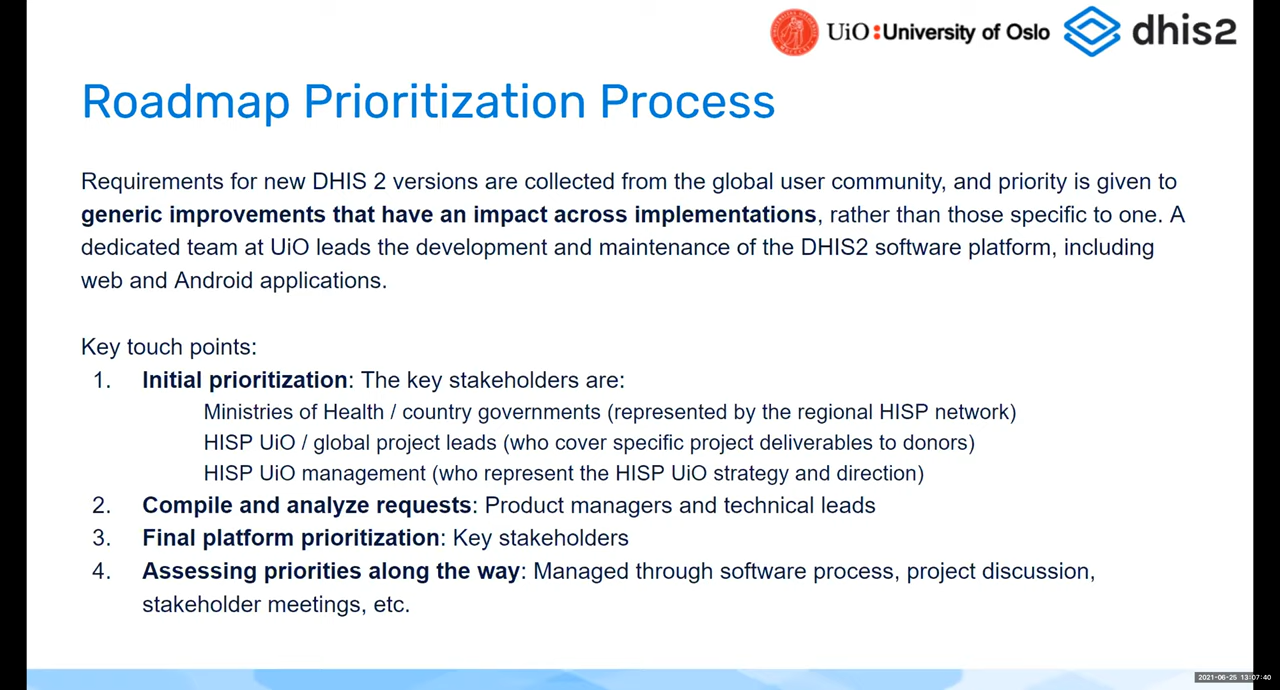 UiO:University of Oslo dhis2
Roadmap Prioritization Process
Requirements for new DHIS 2 versions are collected from the global user community, and priority is given to
generic improvements that have an impact across implementations, rather than those specific to one. A
dedicated team at UiO leads the development and maintenance of the DHIS2 software platform, including
web and Android applications.
Key touch points:
1. Initial prioritization: The key stakeholders are:
Ministries of Health / country governments (represented by the regional HISP network)
HISP UiO / global project leads (who cover specific project deliverables to donors)
HISP UiO management (who represent the HISP UiO strategy and direction)
2. Compile and analyze requests: Product managers and technical leads
3. Final platform prioritization: Key stakeholders
4. Assessing priorities along the way: Managed through software process, project discussion,
stakeholder meetings, etc.
2021-06-25 13:07:40